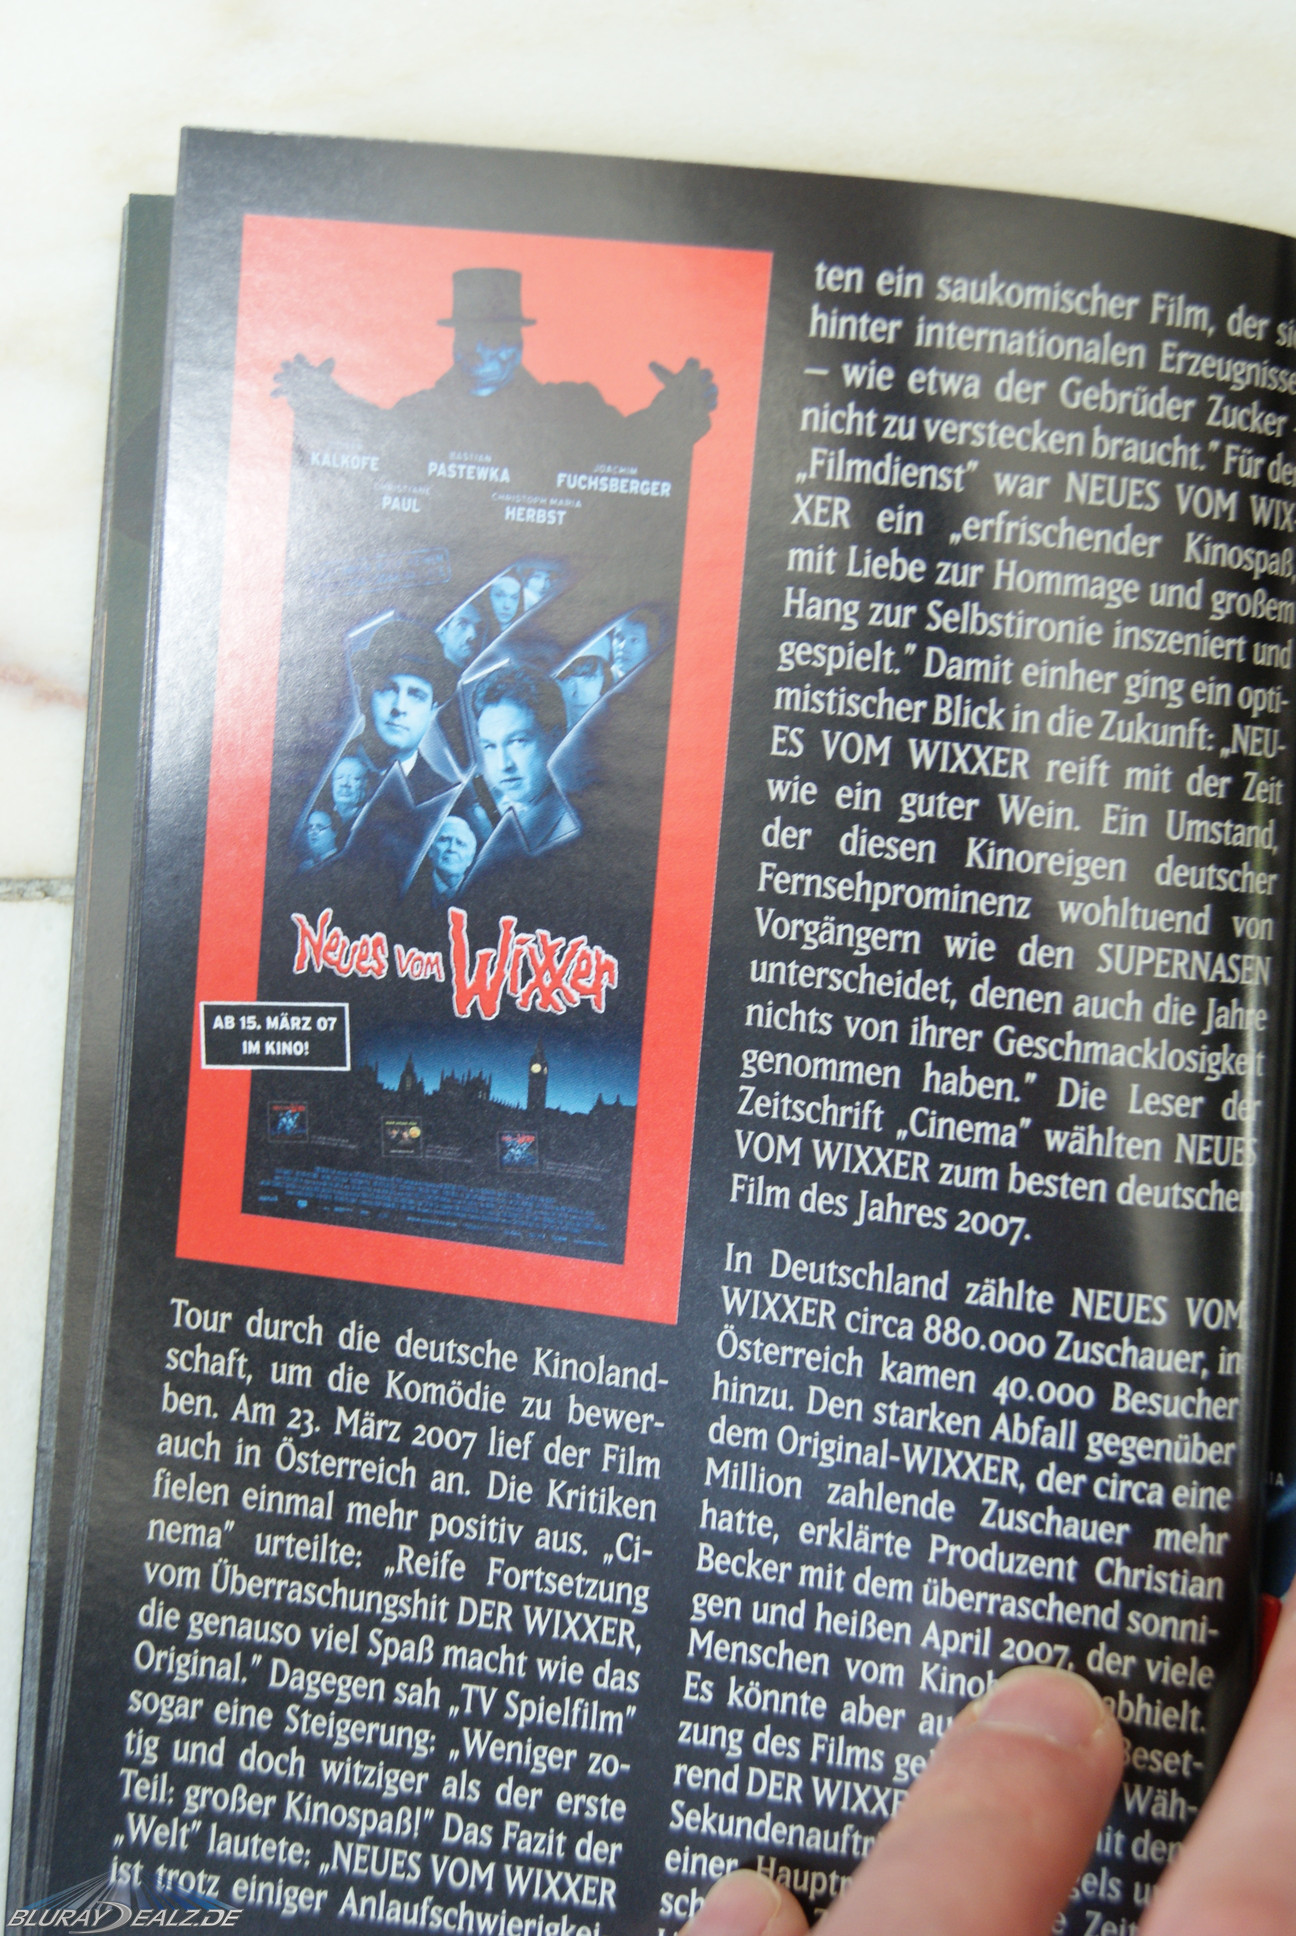 KALKOFE
BASTIAN
PASTEWKA
JOACHIM
FUCHSBERGER
CHRISTIANE
PAUL
CHRISTOPH MARIA
HERBST
NEUES VOM WIXXER
AB 15. MÄRZ 07
IM KINO!
Tour durch die deutsche Kinoland-
schaft, um die Komödie zu bewer-
ben. Am 23. März 2007 lief der Film
auch in Österreich an. Die Kritiken
fielen einmal mehr positiv aus. „Ci-
nema” urteilte: „Reife Fortsetzung
vom Überraschungshit DER WIXXER,
die genauso viel Spaß macht wie das
Original.” Dagegen sah „TV Spielfilm”
sogar eine Steigerung: „Weniger zo-
tig und doch witziger als der erste
Teil: großer Kinospaß!” Das Fazit der
„Welt” lautete: „NEUES VOM WIXXER
ist trotz einiger Anlaufschwierigkei-
ten ein saukomischer Film, der
hinter internationalen
– wie etwa der Gebrüder Zucker –
nicht zu verstecken braucht.” Für
„Filmdienst” war NEUES VOM WIX-
XER ein „erfrischender Kinospaß,
mit Liebe zur Hommage und großem
Hang zur Selbstironie inszeniert und
gespielt.” Damit einher ging ein opti-
mistischer Blick in die Zukunft: „NEU-
ES VOM WIXXER reift mit der Zeit
wie ein guter Wein. Ein Umstand,
der diesen Kinoreigen deutscher
Fernsehprominenz wohltuend von
Vorgängern wie den SUPERNASEN
unterscheidet, denen auch die Jahre
nichts von ihrer Geschmacklosigkeit
genommen haben.” Die Leser der
Zeitschrift „Cinema” wählten NEUES
VOM WIXXER zum besten deutschen
Film des Jahres 2007.
In Deutschland zählte NEUES VOM
WIXXER circa 880.000 Zuschauer, in
Österreich kamen 40.000 Besucher
hinzu. Den starken Abfall gegenüber
dem Original-WIXXER, der circa eine
Million zahlende Zuschauer mehr
hatte, erklärte Produzent Christian
Becker mit dem überraschend sonni-
gen und heißen April 2007, der viele
Menschen vom abhielt.
Es könnte aber Beset-
zung des Films Wäh-
rend DER
einer
BLURAYDEALZ.DE